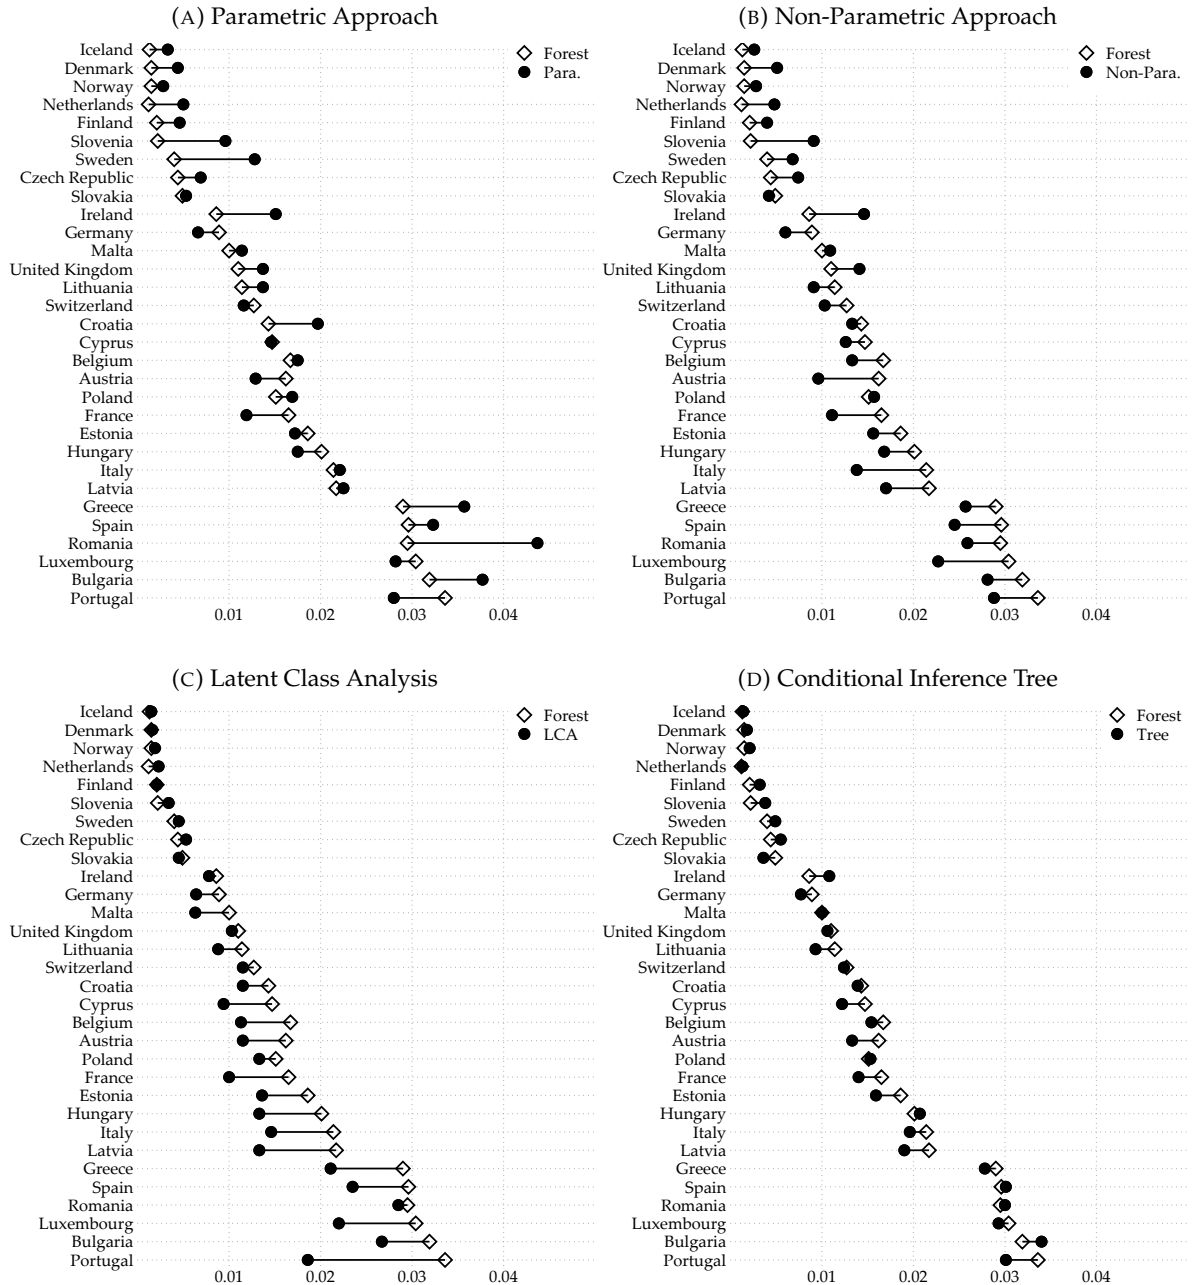 (A) Parametric Approach
Iceland
Denmark
Norway
Netherlands
Finland
Slovenia
Sweden
Czech Republic
Slovakia
Ireland
Germany
Malta
United Kingdom
Lithuania
Switzerland
Croatia
Cyprus
Belgium
Austria
Poland
France
Estonia
Hungary
Italy
Latvia
Greece
Spain
Romania
Luxembourg
Bulgaria
Portugal
0.01 0.02 0.03 0.04
Forest
Para.
(B) Non-Parametric Approach
Iceland
Denmark
Norway
Netherlands
Finland
Slovenia
Sweden
Czech Republic
Slovakia
Ireland
Germany
Malta
United Kingdom
Lithuania
Switzerland
Croatia
Cyprus
Belgium
Austria
Poland
France
Estonia
Hungary
Italy
Latvia
Greece
Spain
Romania
Luxembourg
Bulgaria
Portugal
0.01 0.02 0.03 0.04
Forest
Non-Para.
(C) Latent Class Analysis
Iceland
Denmark
Norway
Netherlands
Finland
Slovenia
Sweden
Czech Republic
Slovakia
Ireland
Germany
Malta
United Kingdom
Lithuania
Switzerland
Croatia
Cyprus
Belgium
Austria
Poland
France
Estonia
Hungary
Italy
Latvia
Greece
Spain
Romania
Luxembourg
Bulgaria
Portugal
0.01 0.02 0.03 0.04
Forest
LCA
(D) Conditional Inference Tree
Iceland
Denmark
Norway
Netherlands
Finland
Slovenia
Sweden
Czech Republic
Slovakia
Ireland
Germany
Malta
United Kingdom
Lithuania
Switzerland
Croatia
Cyprus
Belgium
Austria
Poland
France
Estonia
Hungary
Italy
Latvia
Greece
Spain
Romania
Luxembourg
Bulgaria
Portugal
0.01 0.02 0.03 0.04
Forest
Tree